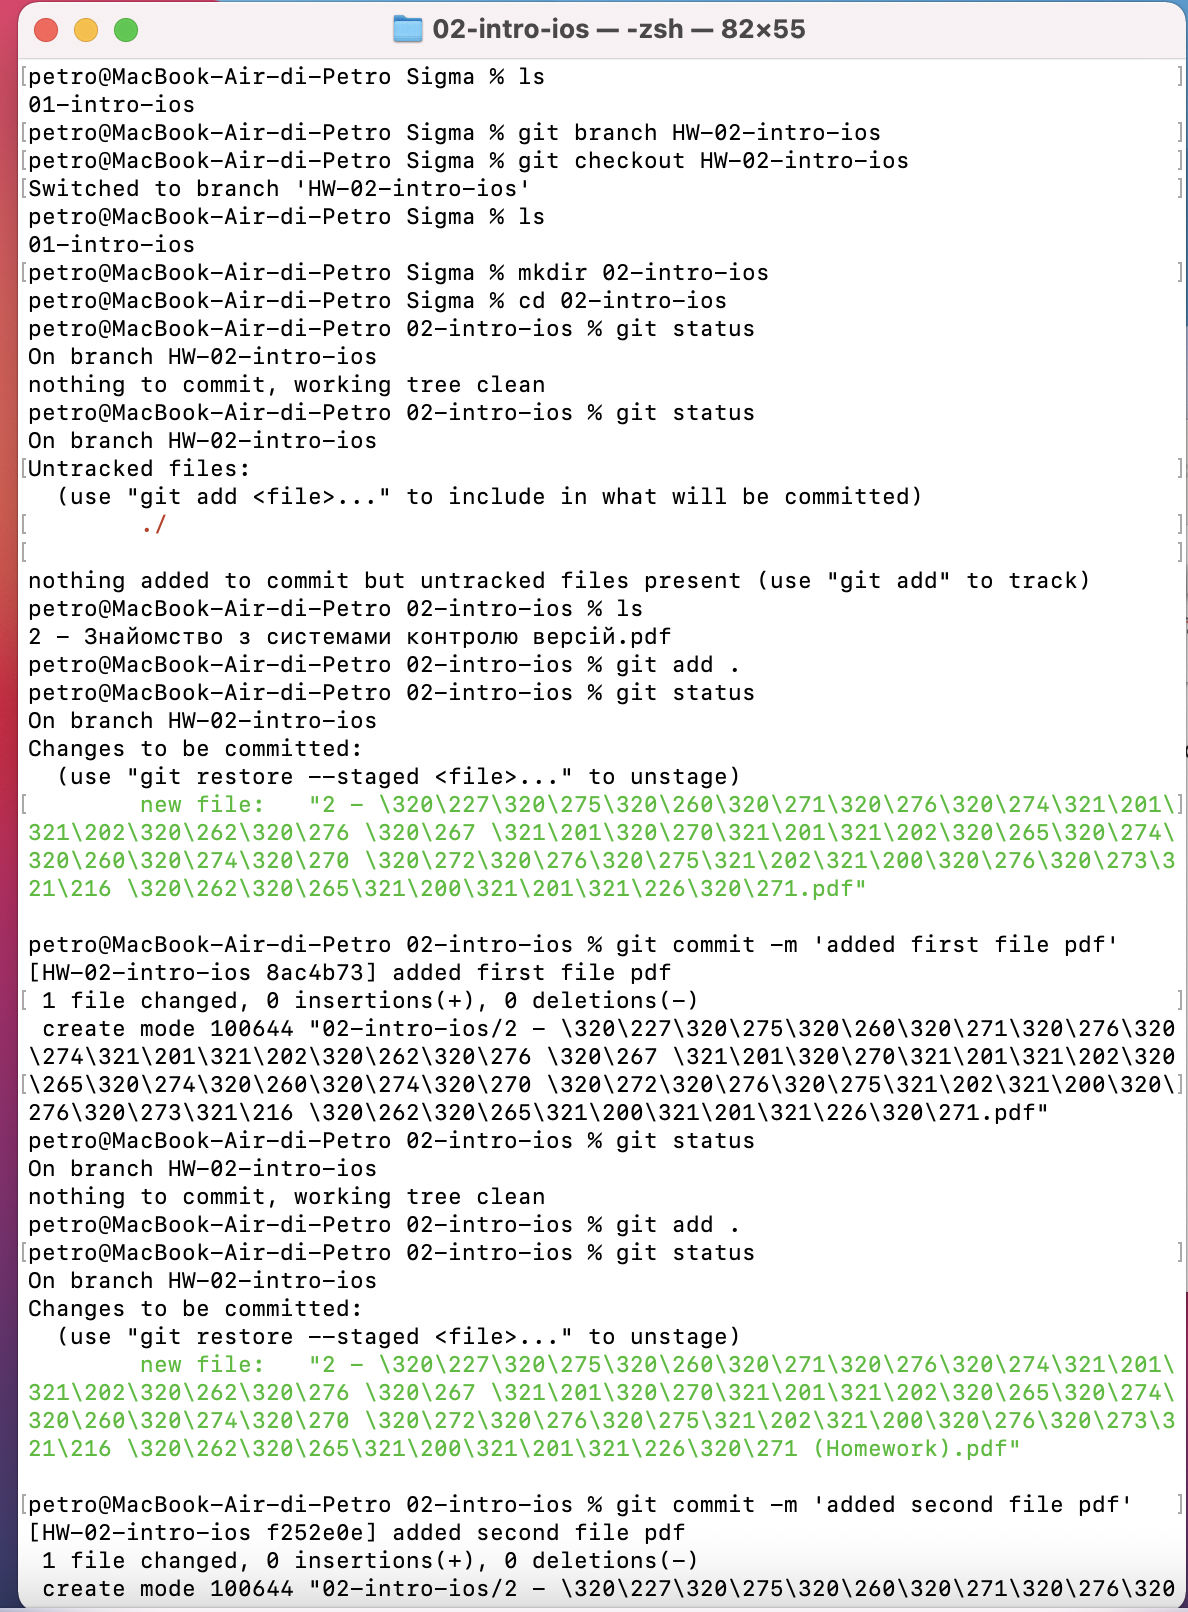 02-intro-ios — -zsh — 82×55
petro@MacBook-Air-di-Petro Sigma % ls
01-intro-ios
petro@MacBook-Air-di-Petro Sigma % git branch HW-02-intro-ios
petro@MacBook-Air-di-Petro Sigma % git checkout HW-02-intro-ios
Switched to branch 'HW-02-intro-ios'
petro@MacBook-Air-di-Petro Sigma % ls
01-intro-ios
petro@MacBook-Air-di-Petro Sigma % mkdir 02-intro-ios
petro@MacBook-Air-di-Petro Sigma % cd 02-intro-ios
petro@MacBook-Air-di-Petro 02-intro-ios % git status
On branch HW-02-intro-ios
nothing to commit, working tree clean
petro@MacBook-Air-di-Petro 02-intro-ios % git status
On branch HW-02-intro-ios
Untracked files:
  (use "git add <file>..." to include in what will be committed)
        ./
nothing added to commit but untracked files present (use "git add" to track)
petro@MacBook-Air-di-Petro 02-intro-ios % ls
2 - Знайомство з системами контролю версій.pdf
petro@MacBook-Air-di-Petro 02-intro-ios % git add .
petro@MacBook-Air-di-Petro 02-intro-ios % git status
On branch HW-02-intro-ios
Changes to be committed:
  (use "git restore --staged <file>..." to unstage)
        new file:   "2 - \320\227\320\275\320\260\320\271\320\276\320\274\321\201\
321\202\320\262\320\276 \320\267 \321\201\320\270\321\201\321\202\320\265\320\274\
320\260\320\274\320\270 \320\272\320\276\320\275\321\202\321\200\320\276\320\273\3
21\216 \320\262\320\265\321\200\321\201\321\226\320\271.pdf"
petro@MacBook-Air-di-Petro 02-intro-ios % git commit -m 'added first file pdf'
[HW-02-intro-ios 8ac4b73] added first file pdf
 1 file changed, 0 insertions(+), 0 deletions(-)
 create mode 100644 "02-intro-ios/2 - \320\227\320\275\320\260\320\271\320\276\320
\274\321\201\321\202\320\262\320\276 \320\267 \321\201\320\270\321\201\321\202\320
\265\320\274\320\260\320\274\320\270 \320\272\320\276\320\275\321\202\321\200\320\
276\320\273\321\216 \320\262\320\265\321\200\321\201\321\226\320\271.pdf"
petro@MacBook-Air-di-Petro 02-intro-ios % git status
On branch HW-02-intro-ios
nothing to commit, working tree clean
petro@MacBook-Air-di-Petro 02-intro-ios % git add .
petro@MacBook-Air-di-Petro 02-intro-ios % git status
On branch HW-02-intro-ios
Changes to be committed:
  (use "git restore --staged <file>..." to unstage)
        new file:   "2 - \320\227\320\275\320\260\320\271\320\276\320\274\321\201\
321\202\320\262\320\276 \320\267 \321\201\320\270\321\201\321\202\320\265\320\274\
320\260\320\274\320\270 \320\272\320\276\320\275\321\202\321\200\320\276\320\273\3
21\216 \320\262\320\265\321\200\321\201\321\226\320\271 (Homework).pdf"
petro@MacBook-Air-di-Petro 02-intro-ios % git commit -m 'added second file pdf'
[HW-02-intro-ios f252e0e] added second file pdf
 1 file changed, 0 insertions(+), 0 deletions(-)
 create mode 100644 "02-intro-ios/2 - \320\227\320\275\320\260\320\271\320\276\320